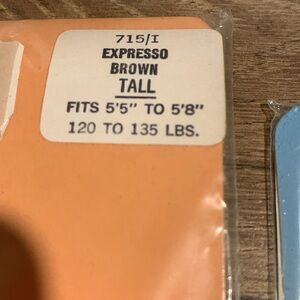 715/I
EXPRESSO
BROWN
TALL
FITS 5'5" TO 5'8"
120 TO 135 LBS.